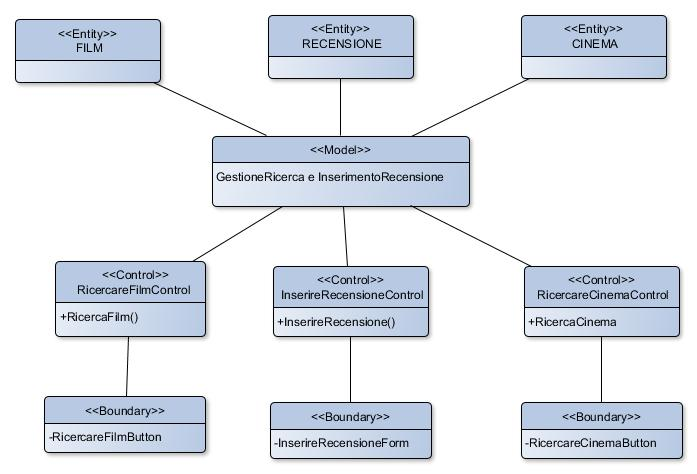 <<Entity>>
FILM
<<Entity>>
RECENSIONE
<<Entity>>
CINEMA
<<Model>>
GestioneRicerca e InserimentoRecensione
<<Control>>
RicercareFilmControl
+RicercaFilm()
<<Control>>
InserireRecensioneControl
+InserireRecensione()
<<Control>>
RicercareCinemaControl
+RicercaCinema
<<Boundary>>
-RicercareFilmButton
<<Boundary>>
-InserireRecensioneForm
<<Boundary>>
-RicercareCinemaButton